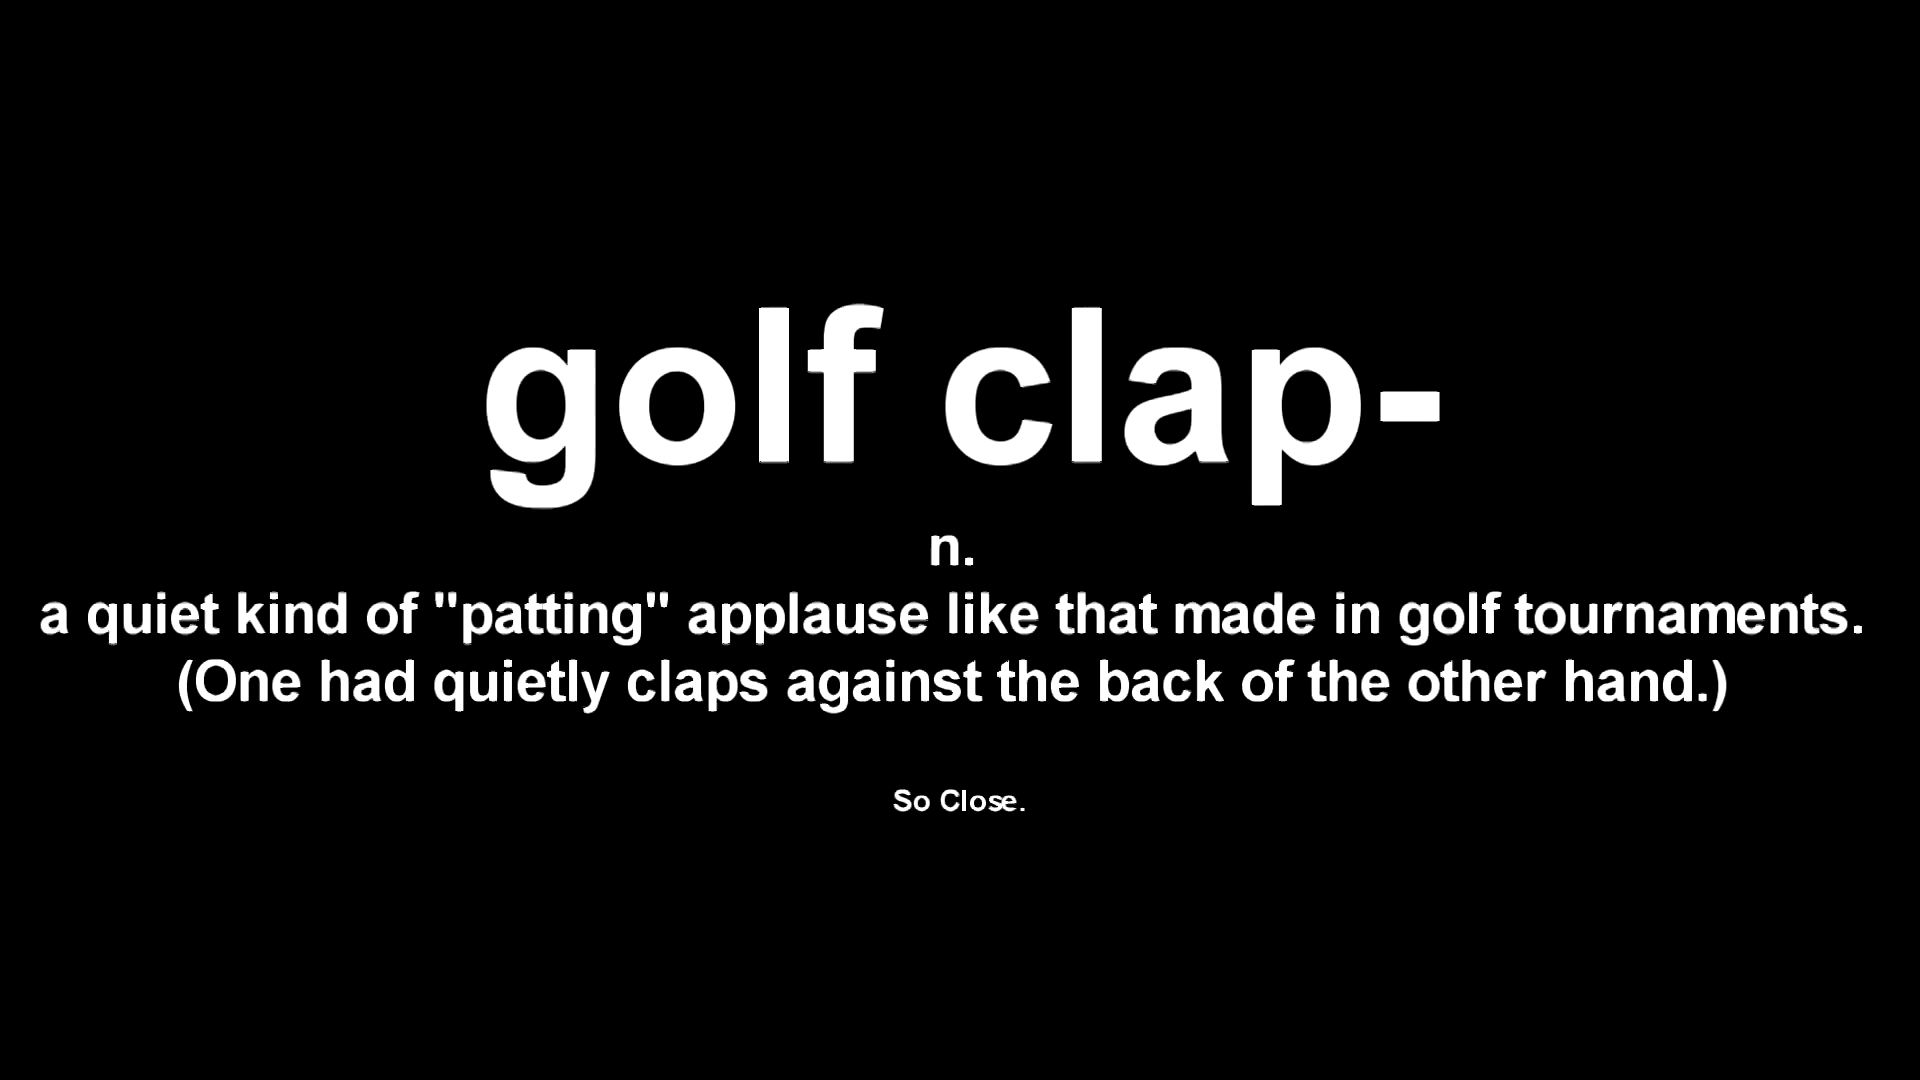 golf clap-
n.
a quiet kind of "patting" applause like that made in golf tournaments.
(One had quietly claps against the back of the other hand.)
So Close.